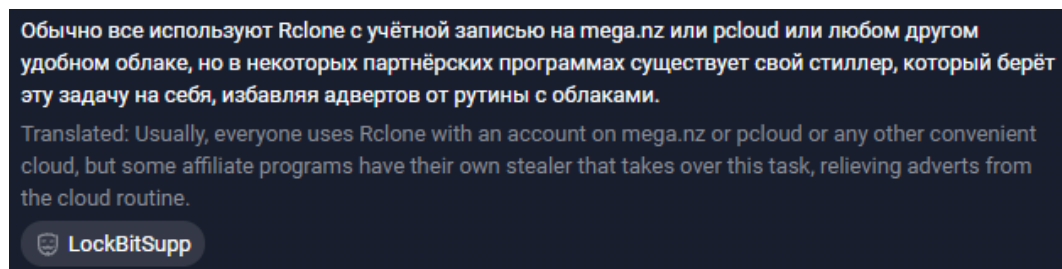 Обычно все используют Rclone с учётной записью на mega.nz или pcloud или любом другом
удобном облаке, но в некоторых партнёрских программах существует свой стиллер, который берёт
эту задачу на себя, избавляя адвертов от рутины с облаками.
Translated: Usually, everyone uses Rclone with an account on mega.nz or pcloud or any other convenient
cloud, but some affiliate programs have their own stealer that takes over this task, relieving adverts from
the cloud routine.
LockBitSupp